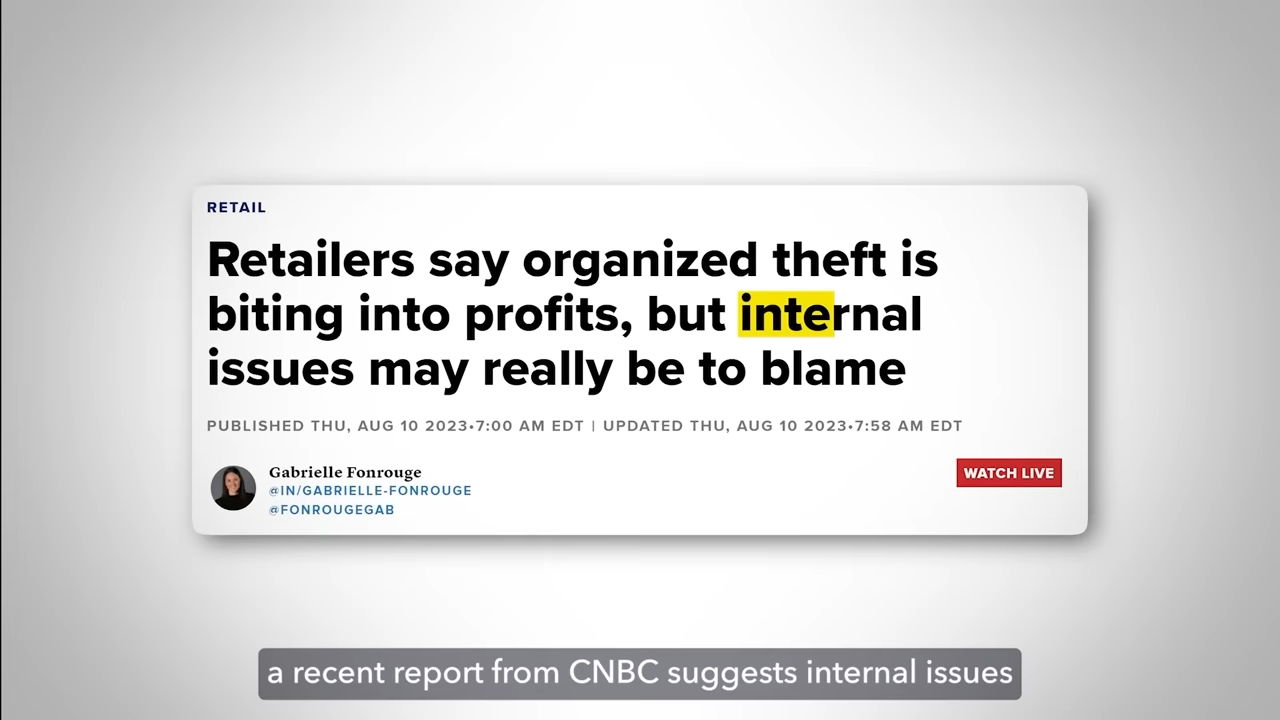 RETAIL
Retailers say organized theft is
biting into profits, but internal
issues may really be to blame
PUBLISHED THU, AUG 10 2023•7:00 AM EDT | UPDATED THU, AUG 10 2023•7:58 AM EDT
Gabrielle Fonrouge
@IN/GABRIELLE-FONROUGE
@FONROUGEGAB
WATCH LIVE
a recent report from CNBC suggests internal issues